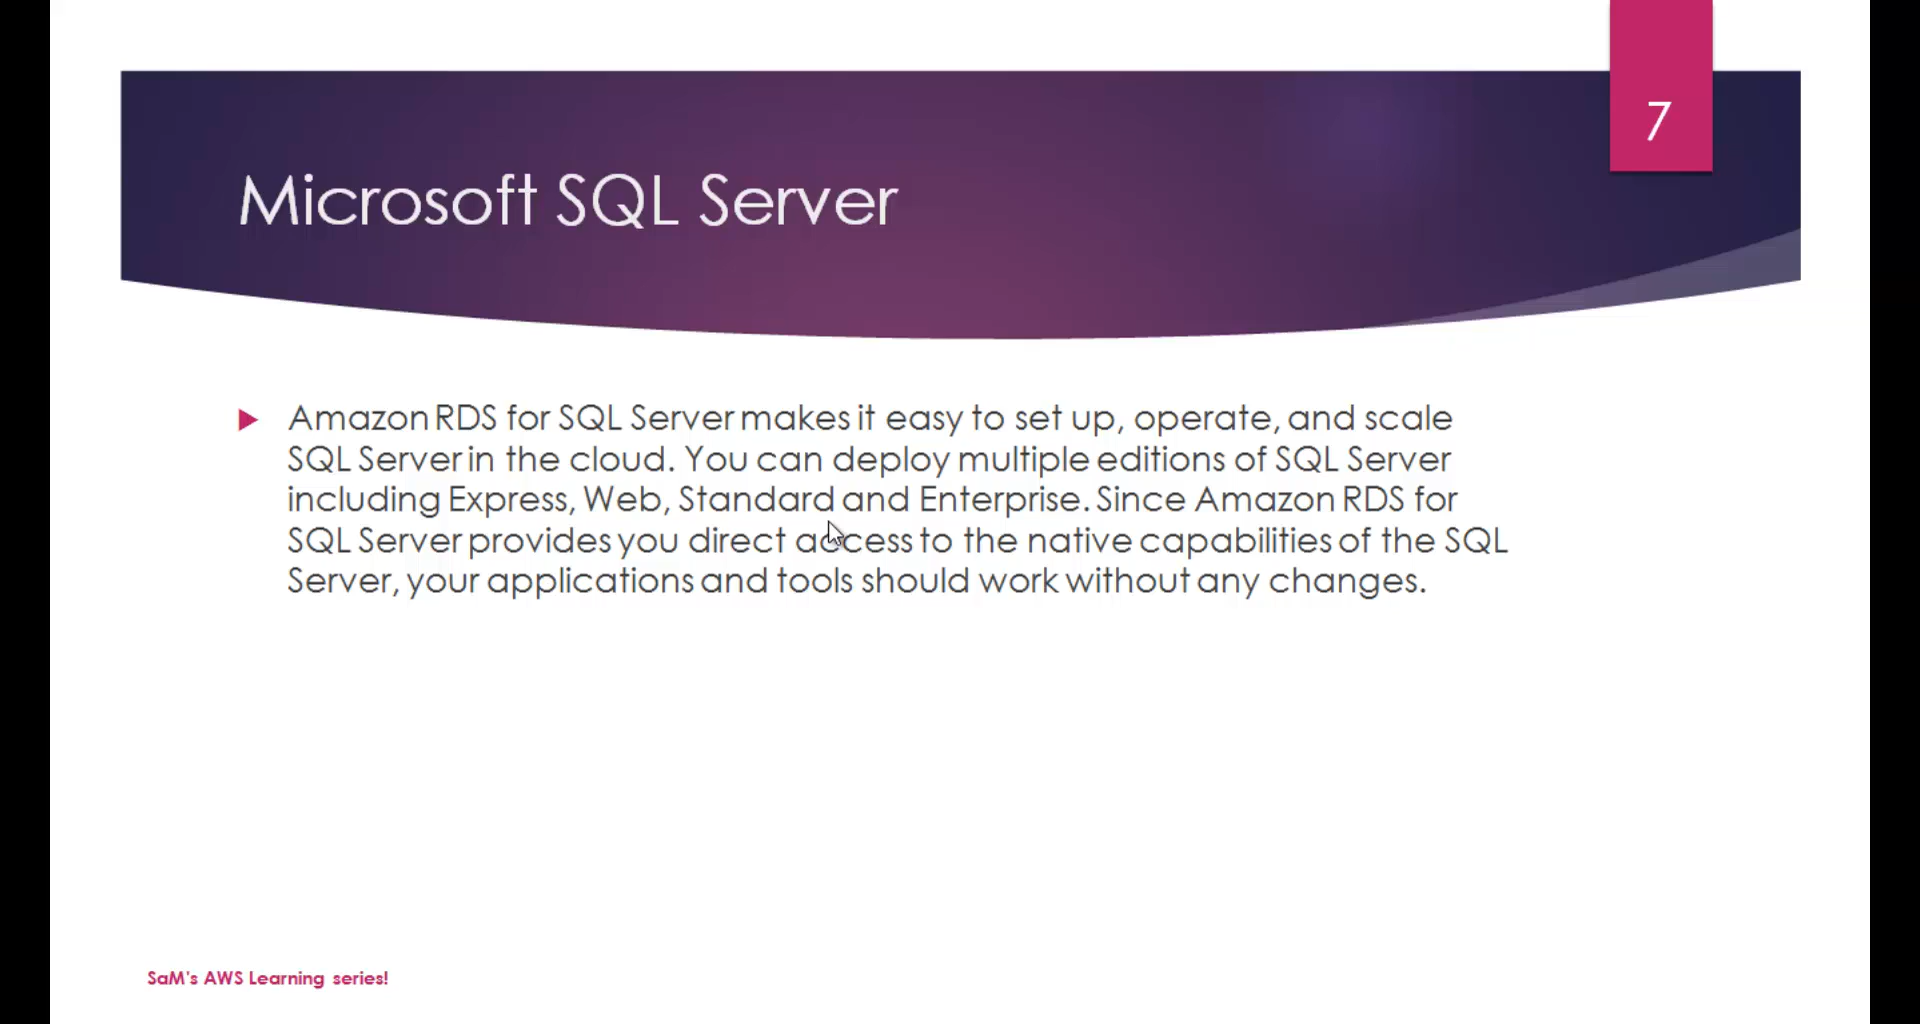 7
Microsoft SQL Server
Amazon RDS for SQL Server makes it easy to set up, operate, and scale
SQL Server in the cloud. You can deploy multiple editions of SQL Server
including Express, Web, Standard and Enterprise. Since Amazon RDS for
SQL Server provides you direct access to the native capabilities of the SQL
Server, your applications and tools should work without any changes.
SaM's AWS Learning series!